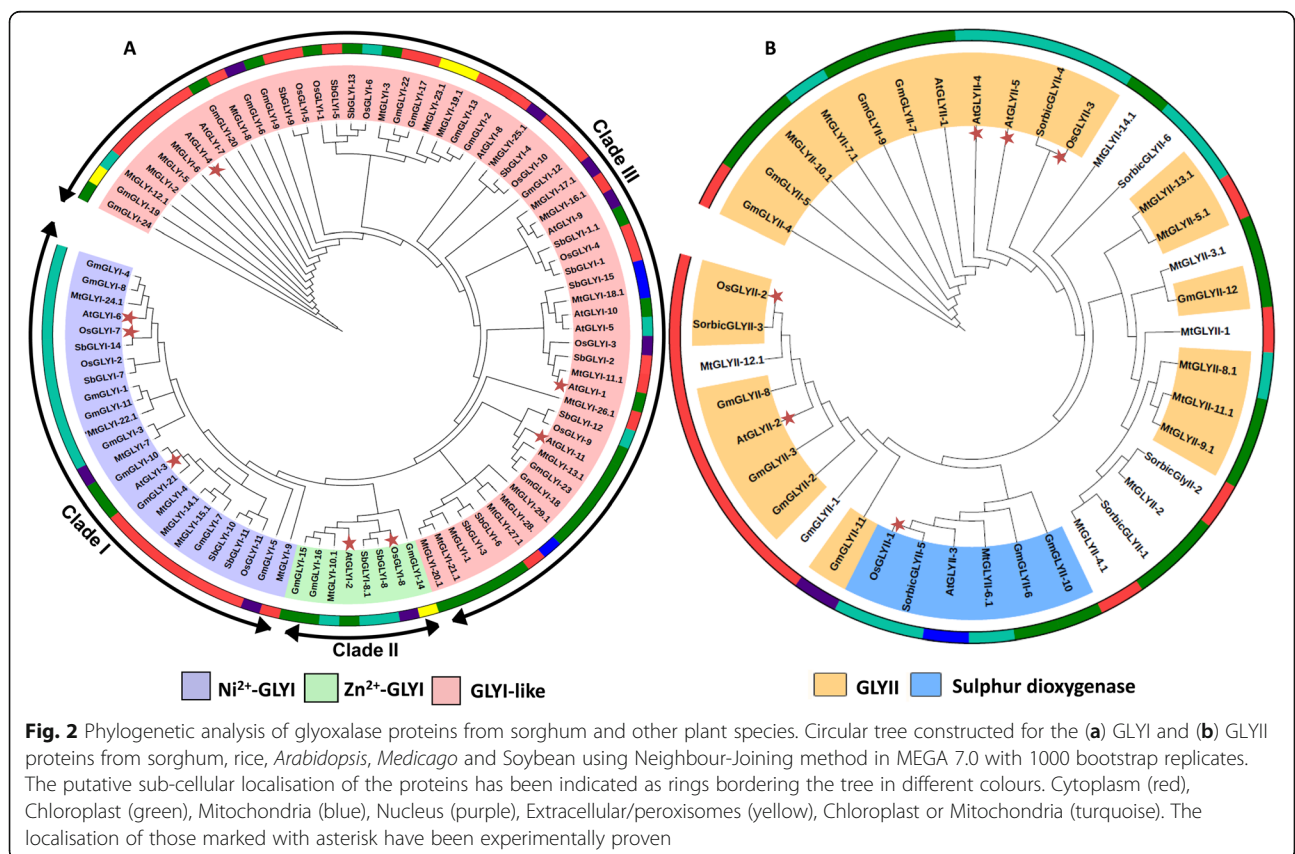 A
B
GmGLYI-24
GmGLYI-19
MtGLYI-12.1
MtGLYI-2
MtGLYI-5
MtGLYI-6
AtGLYI-4
AtGLYI-7
GmGLYI-20
MtGLYI-8
GmGLYI-6
GmGLYI-9
SbGLYI-9
OsGLYI-5
OsGLYI-1
SbGLYI-5
SbGLYI-13
OsGLYI-6
MtGLYI-3
GmGLYI-22
GmGLYI-17
MtGLYI-23.1
MtGLYI-19.1
GmGLYI-13
GmGLYI-2
AtGLYI-8
MtGLYI-25.1
SbGLYI-4
OsGLYI-10
GmGLYI-12
MtGLYI-17.1
MtGLYI-16.1
AtGLYI-9
SbGLYI-1.1
OsGLYI-4
SbGLYI-1
SbGLYI-15
MtGLYI-18.1
AtGLYI-10
AtGLYI-5
OsGLYI-3
SbGLYI-2
MtGLYI-11.1
AtGLYI-1
MtGLYI-26.1
SbGLYI-12
OsGLYI-9
AtGLYI-11
MtGLYI-13.1
GmGLYI-23
GmGLYI-18
MtGLYI-29.1
'MtGLYI-28.
MtGLYI-27.1
SbGLYI-6
SbGLYI-3
MtGLYI-1
MtGLYI-21.1
MtGLYI-20.1
GmGLYI-14
OsGLYI-8
SbGLYI-8
SbGLYI-8.1
AtGLYI-2
MtGLYI-10.1
GmGLYI-16
GmGLYI-15
MtGLYI-9
GmGLYI-5
OsGLYI-11
SbGLYI-11
SbGLYI-10
GmGLYI-7
MtGLYI-15.1
MtGLYI-14.1
MtGLYI-4
GmGLYI-21
AtGLYI-3
GmGLYI-10
MtGLYI-7
GmGLYI-3
'MtGLYI-22.1
GmGLYI-11
GmGLYI-1
SbGLYI-7
OsGLYI-2
SbGLYI-14
OsGLYI-7
AtGLYI-6
MtGLYI-24.1
GmGLYI-8
GmGLYI-4
Clade III
Clade I
Clade II
GmGLYII-4
GmGLYII-5
MtGLYII-10.1
MtGLYII-7.1
GmGLYII-9
GmGLYII-7
AtGLYII-1
AtGLYII-4
AtGLYII-5
SorbicGLYII-4
OsGLYII-3
MtGLYII-14.1
SorbicGLYII-6
MtGLYII-13.1
MtGLYII-5.1
MtGLYII-3.1
GmGLYII-12
MtGLYII-1
MtGLYII-8.1
MtGLYII-11.1
MtGLYII-9.1
SorbicGlyII-2
MtGLYII-2
SorbicGLYII-1
MtGLYII-4.1
GmGLYII-10
GmGLYII-6
MtGLYII-6.1
AtGLYII-3
SorbicGLYII-5
OsGLYII-1
GmGLYII-11
GmGLYII-1
GmGLYII-2
GmGLYII-3
AtGLYII-2
GmGLYII-8
MtGLYII-12.1
SorbicGLYII-3
OsGLYII-2
Ni²⁺-GLYI Zn²⁺-GLYI GLYI-like
GLYII Sulphur dioxygenase
Fig. 2 Phylogenetic analysis of glyoxalase proteins from sorghum and other plant species. Circular tree constructed for the (a) GLYI and (b) GLYII
proteins from sorghum, rice, Arabidopsis, Medicago and Soybean using Neighbour-Joining method in MEGA 7.0 with 1000 bootstrap replicates.
The putative sub-cellular localisation of the proteins has been indicated as rings bordering the tree in different colours. Cytoplasm (red),
Chloroplast (green), Mitochondria (blue), Nucleus (purple), Extracellular/peroxisomes (yellow), Chloroplast or Mitochondria (turquoise). The
localisation of those marked with asterisk have been experimentally proven